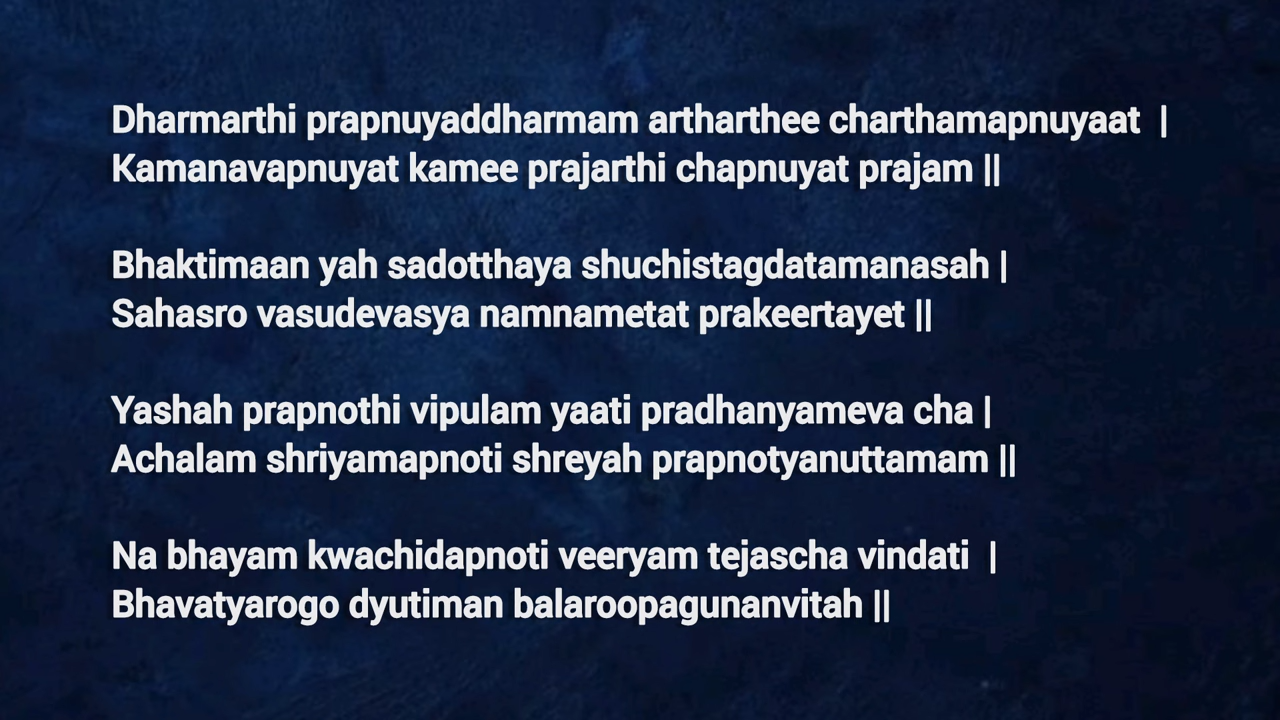 Dharmarthi prapnuyaddharmam artharthee charthamapnuyaat |
Kamanavapnuyat kamee prajarthi chapnuyat prajam ||
Bhaktimaan yah sadotthaya shuchistagdatamanasah |
Sahasro vasudevasya namnametat prakeertayet ||
Yashah prapnothi vipulam yaati pradhanyameva cha |
Achalam shriyamapnoti shreyah prapnotyanuttamam ||
Na bhayam kwachidapnoti veeryam tejascha vindati |
Bhavatyarogo dyutiman balaroopagunanvitah ||